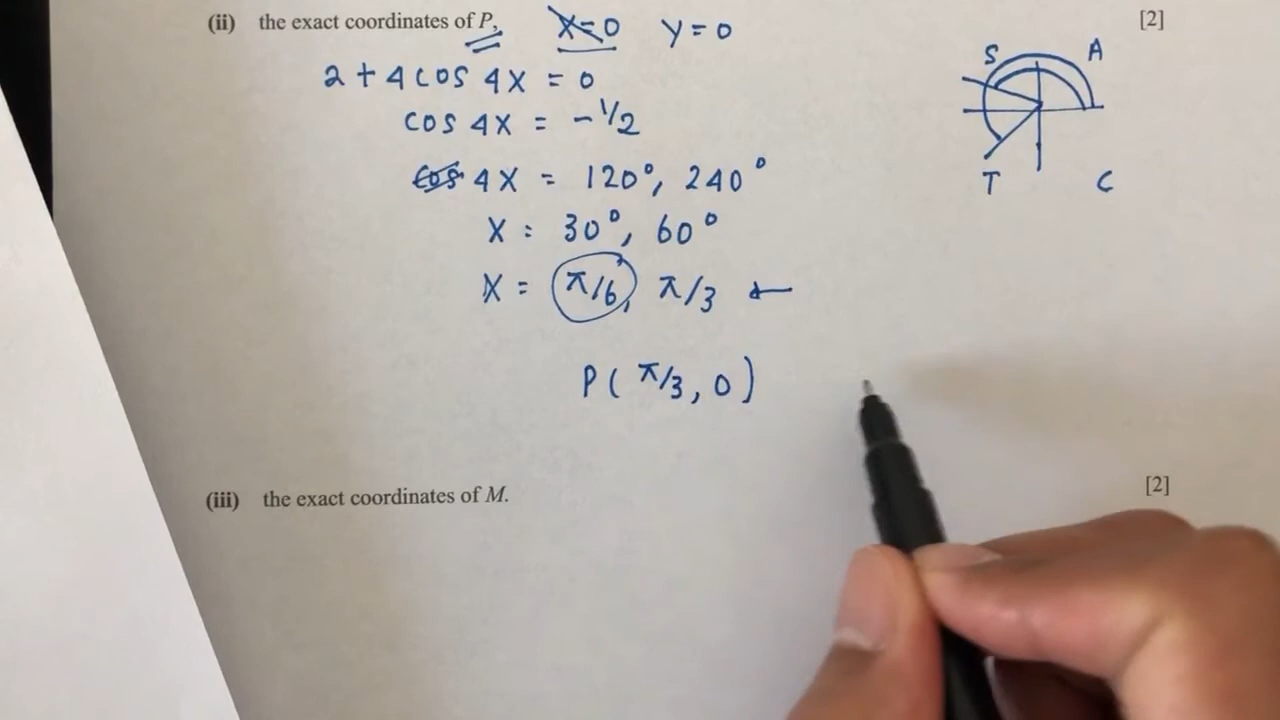 (ii) the exact coordinates of P, X=0 Y=0 [2]
2+4cos 4X = 0
cos 4X = -1/2
cos 4X = 120°, 240°
X = 30°, 60°
X = π/6, π/3 ←
P(π/3, 0)
S A
T C
(iii) the exact coordinates of M. [2]